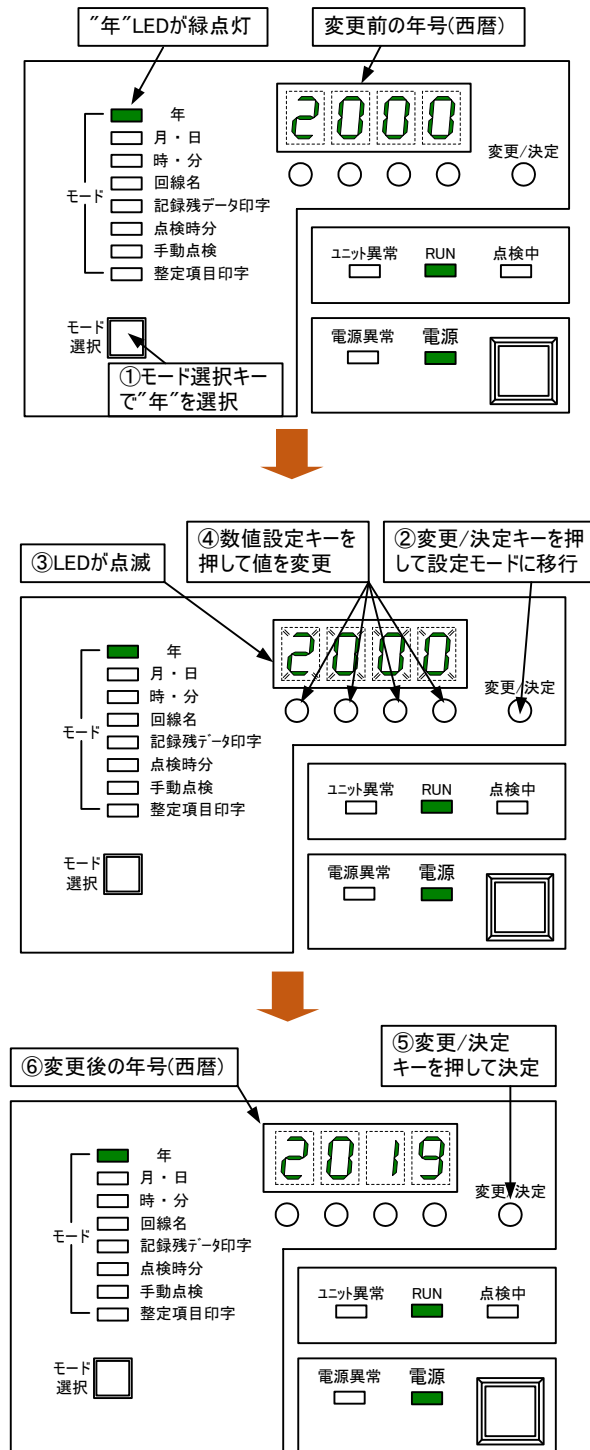 ″年″LEDが緑点灯
変更前の年号(西暦)
2000
年
月・日
時・分
回線名
記録残データ印字
点検時分
手動点検
整定項目印字
モード
変更/決定
ユニット異常
RUN
点検中
モード
選択
電源異常
電源
①モード選択キー
で″年″を選択
③LEDが点滅
④数値設定キーを
押して値を変更
②変更/決定キーを押
して設定モードに移行
2000
年
月・日
時・分
回線名
記録残データ印字
点検時分
手動点検
整定項目印字
モード
変更/決定
ユニット異常
RUN
点検中
モード
選択
電源異常
電源
⑥変更後の年号(西暦)
⑤変更/決定
キーを押して決定
2019
年
月・日
時・分
回線名
記録残データ印字
点検時分
手動点検
整定項目印字
モード
変更/決定
ユニット異常
RUN
点検中
モード
選択
電源異常
電源